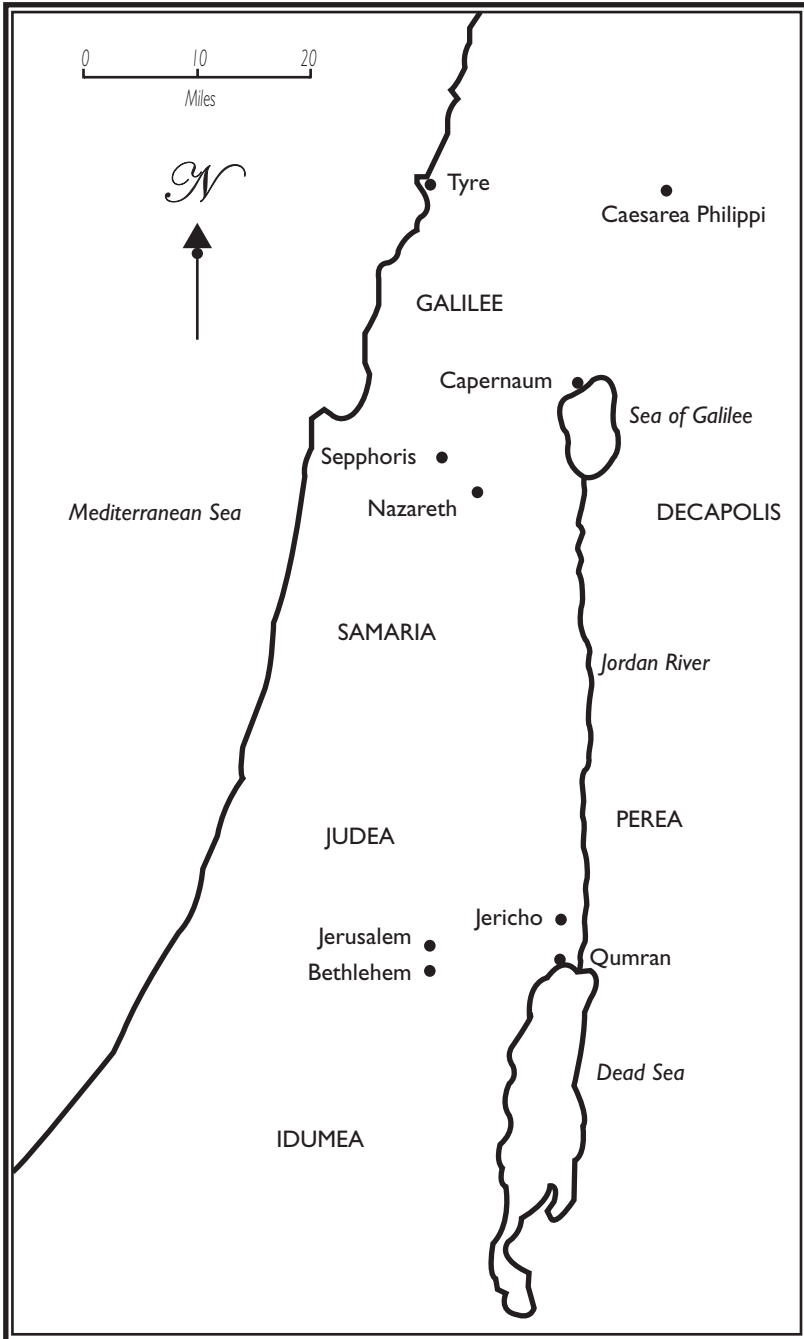 0 10 20
Miles
N
Tyre
Caesarea Philippi
GALILEE
Capernaum
Sea of Galilee
Sepphoris
Nazareth
Mediterranean Sea
DECAPOLIS
SAMARIA
Jordan River
PEREA
JUDEA
Jericho
Jerusalem
Qumran
Bethlehem
Dead Sea
IDUMEA